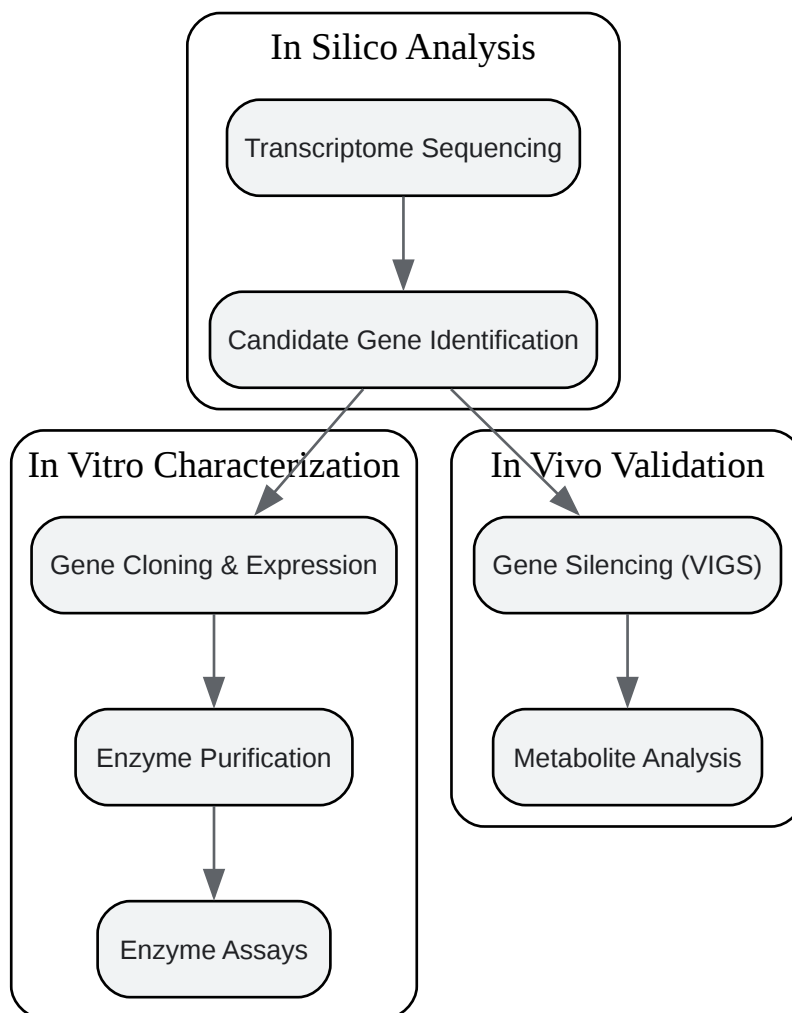 In Silico Analysis
Transcriptome Sequencing
Candidate Gene Identification
In Vitro Characterization
Gene Cloning & Expression
Enzyme Purification
Enzyme Assays
In Vivo Validation
Gene Silencing (VIGS)
Metabolite Analysis